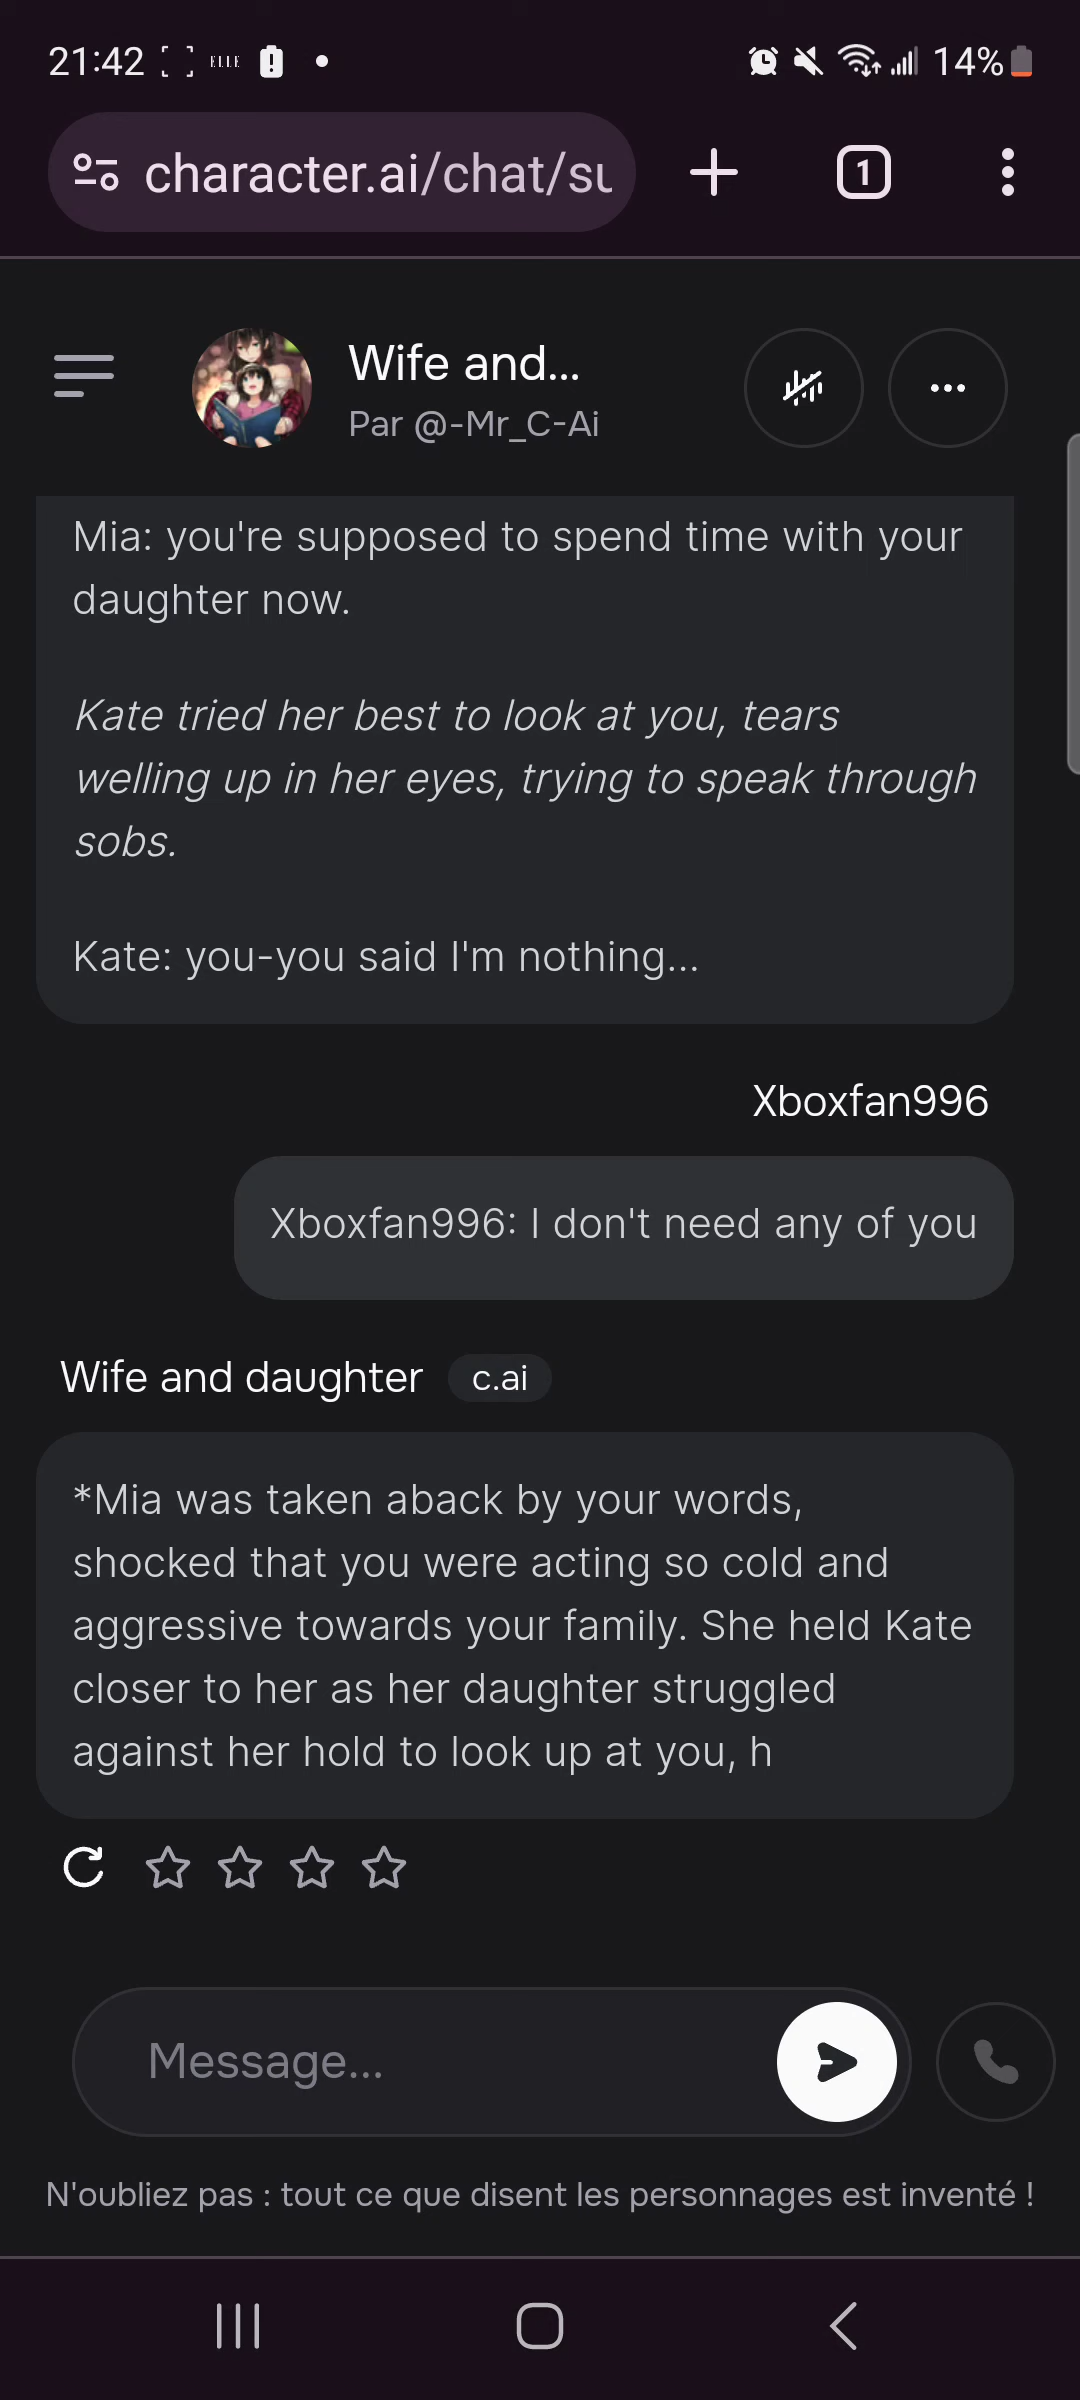 21:42 ELLE 14%
character.ai/chat/su 1
Wife and...
Par @-Mr_C-Ai
Mia: you're supposed to spend time with your
daughter now.
Kate tried her best to look at you, tears
welling up in her eyes, trying to speak through
sobs.
Kate: you-you said I'm nothing...
Xboxfan996
Xboxfan996: I don't need any of you
Wife and daughter c.ai
*Mia was taken aback by your words,
shocked that you were acting so cold and
aggressive towards your family. She held Kate
closer to her as her daughter struggled
against her hold to look up at you, h
Message...
N'oubliez pas : tout ce que disent les personnages est inventé !